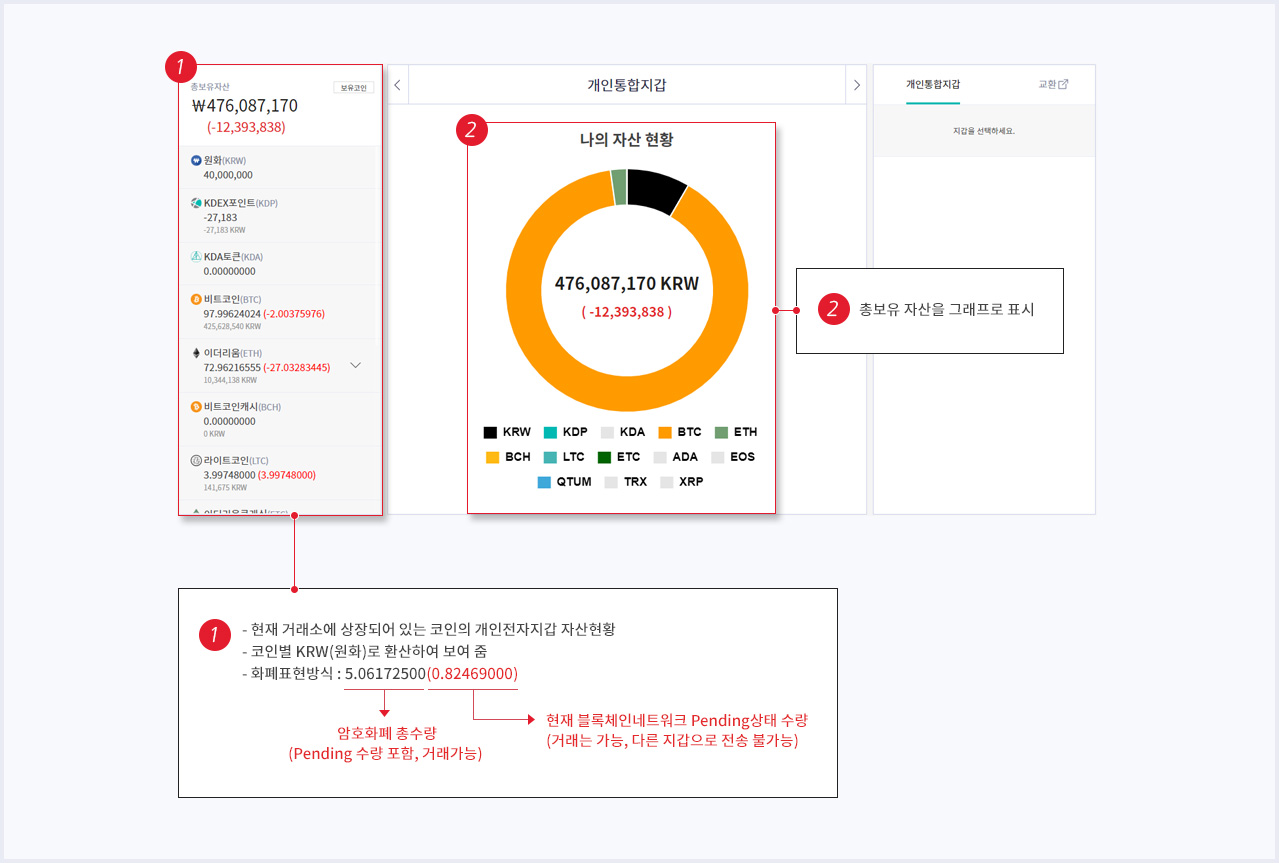 1
총보유자산
보유코인
₩476,087,170
(-12,393,838)
원화(KRW)
40,000,000
KDEX포인트(KDP)
-27,183
-27,183 KRW
KDA토큰(KDA)
0.00000000
비트코인(BTC)
97.99624024 (-2.00375976)
425,628,540 KRW
이더리움(ETH)
72.96216555 (-27.03283445)
10,344,138 KRW
비트코인캐시(BCH)
0.00000000
0 KRW
라이트코인(LTC)
3.99748000 (3.99748000)
141,675 KRW
이더리움클래식(ETC)
개인통합지갑
2
나의 자산 현황
476,087,170 KRW
( -12,393,838 )
KRW KDP KDA BTC ETH
BCH LTC ETC ADA EOS
QTUM TRX XRP
개인통합지갑
교환
지갑을 선택하세요.
2 총보유 자산을 그래프로 표시
1
- 현재 거래소에 상장되어 있는 코인의 개인전자지갑 자산현황
- 코인별 KRW(원화)로 환산하여 보여 줌
- 화폐표현방식 : 5.06172500(0.82469000)
암호화폐 총수량
(Pending 수량 포함, 거래가능)
현재 블록체인네트워크 Pending상태 수량
(거래는 가능, 다른 지갑으로 전송 불가능)